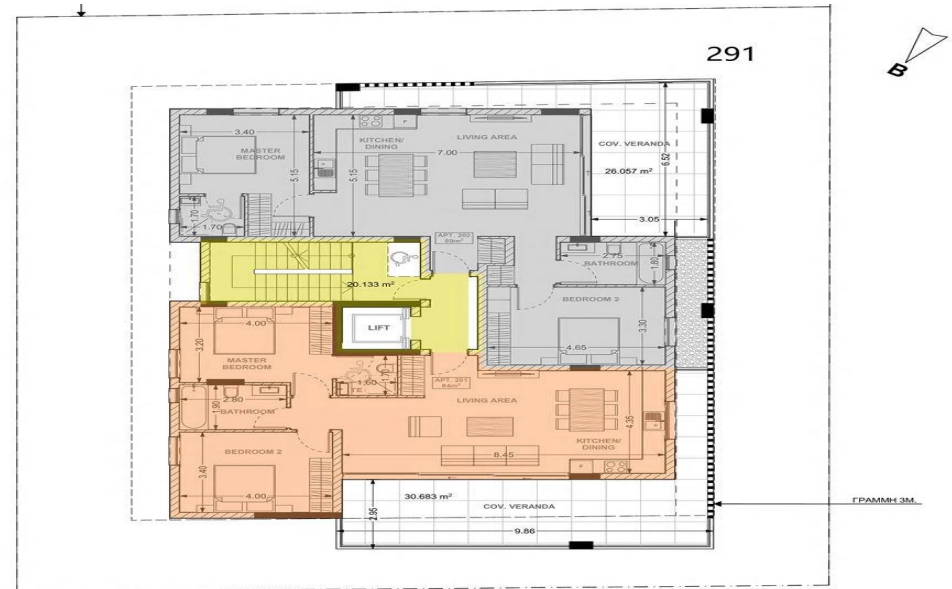 291
B
3.40
MASTER
BEDROOM
5.15
1.70
1.70
KITCHEN/
DINING
F
LIVING AREA
7.00
5.15
COV. VERANDA
26.057 m²
6.52
3.05
APT. 202
20.133 m²
2.75
BATHROOM
1.80
BEDROOM 2
3.30
4.65
LIFT
4.00
3.20
MASTER
BEDROOM
1.60
2.80
1.90
BATHROOM
BEDROOM 2
3.40
4.00
APT. 201
84m²
LIVING AREA
4.35
KITCHEN/
DINING
8.45
F
30.683 m²
2.95
COV. VERANDA
9.86
ΓΡΑΜΜΗ 3Μ.